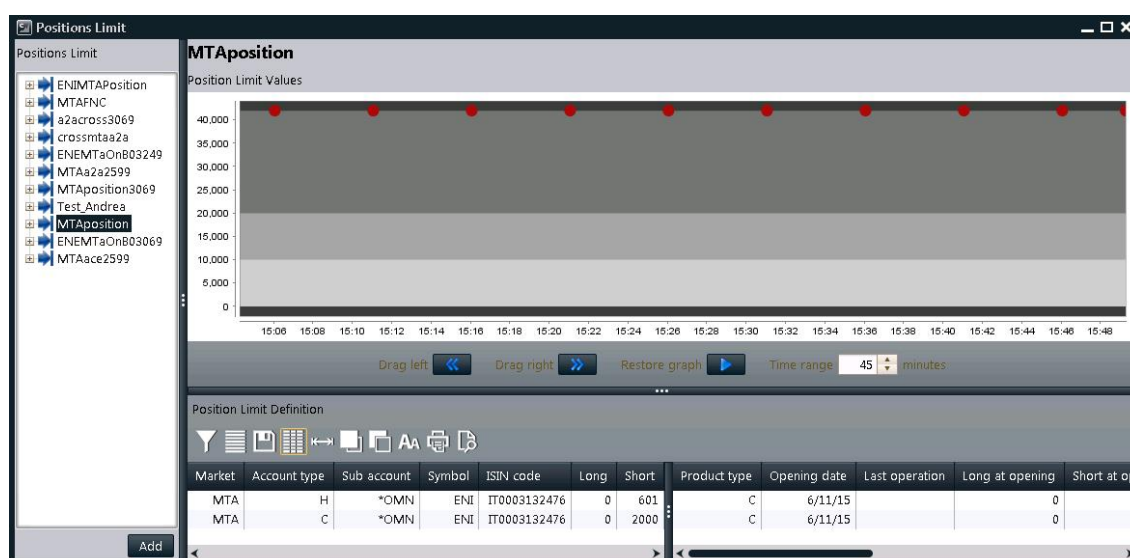 Positions Limit
Positions Limit
ENIMTAPosition
MTAFNC
a2across3069
crossmtaa2a
ENEMTaOnB03249
MTAa2a2599
MTAposition3069
Test_Andrea
MTAposition
ENEMTaOnB03069
MTAace2599
Add
MTAposition
Position Limit Values
40,000
35,000
30,000
25,000
20,000
15,000
10,000
5,000
0
15:06 15:08 15:10 15:12 15:14 15:16 15:18 15:20 15:22 15:24 15:26 15:28 15:30 15:32 15:34 15:36 15:38 15:40 15:42 15:44 15:46 15:48
Drag left Drag right Restore graph Time range 45 minutes
Position Limit Definition
Market Account type Sub account Symbol ISIN code Long Short Product type Opening date Last operation Long at opening Short at o
MTA H *OMN ENI IT0003132476 0 601 C 6/11/15 0
MTA C *OMN ENI IT0003132476 0 2000 C 6/11/15 0